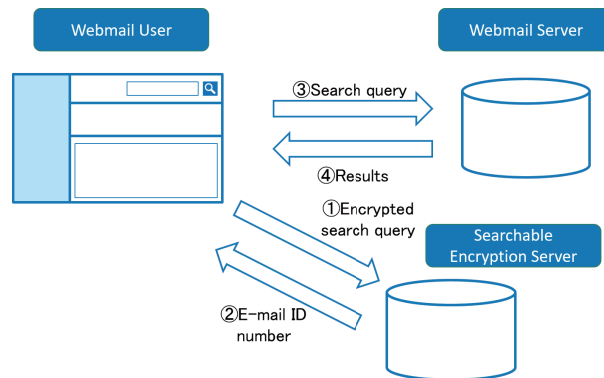 Webmail User
Webmail Server
③Search query
④Results
①Encrypted
search query
Searchable
Encryption Server
②E-mail ID
number